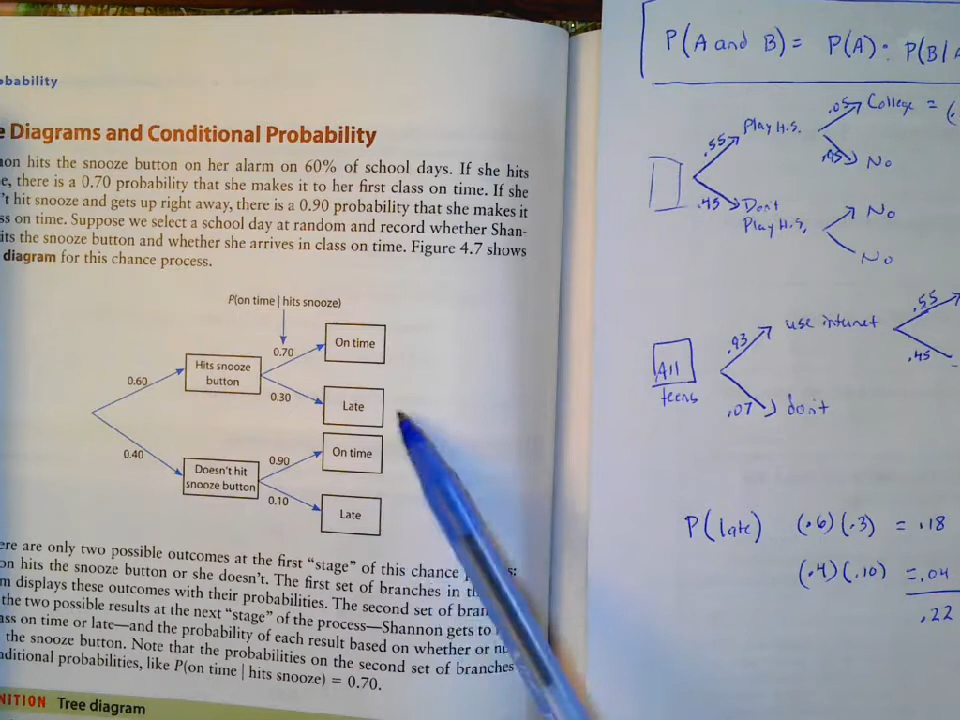 obability
e Diagrams and Conditional Probability
non hits the snooze button on her alarm on 60% of school days. If she hits
e, there is a 0.70 probability that she makes it to her first class on time. If she
't hit snooze and gets up right away, there is a 0.90 probability that she makes it
ss on time. Suppose we select a school day at random and record whether Shan-
its the snooze button and whether she arrives in class on time. Figure 4.7 shows
diagram for this chance process.
P(on time | hits snooze)
0.70
On time
Hits snooze
button
0.60
0.30
Late
0.40
0.90
On time
Doesn't hit
snooze button
0.10
Late
ere are only two possible outcomes at the first "stage" of this chance
on hits the snooze button or she doesn't. The first set of branches in
m displays these outcomes with their probabilities. The second set of bran
the two possible results at the next "stage" of the process—Shannon gets to
ass on time or late—and the probability of each result based on whether or
the snooze button. Note that the probabilities on the second set of branches
nditional probabilities, like P(on time | hits snooze) = 0.70.
NITION Tree diagram
P(A and B) = P(A) · P(B|A
.05 College = (.
.55 Play H.S.
.95 No
.45 Don't
Play H.S.
No
No
.55
use internet
.93
.45
All
teens
.07 don't
P(late) (.6)(.3) = .18
(.4)(.10) = .04
.22